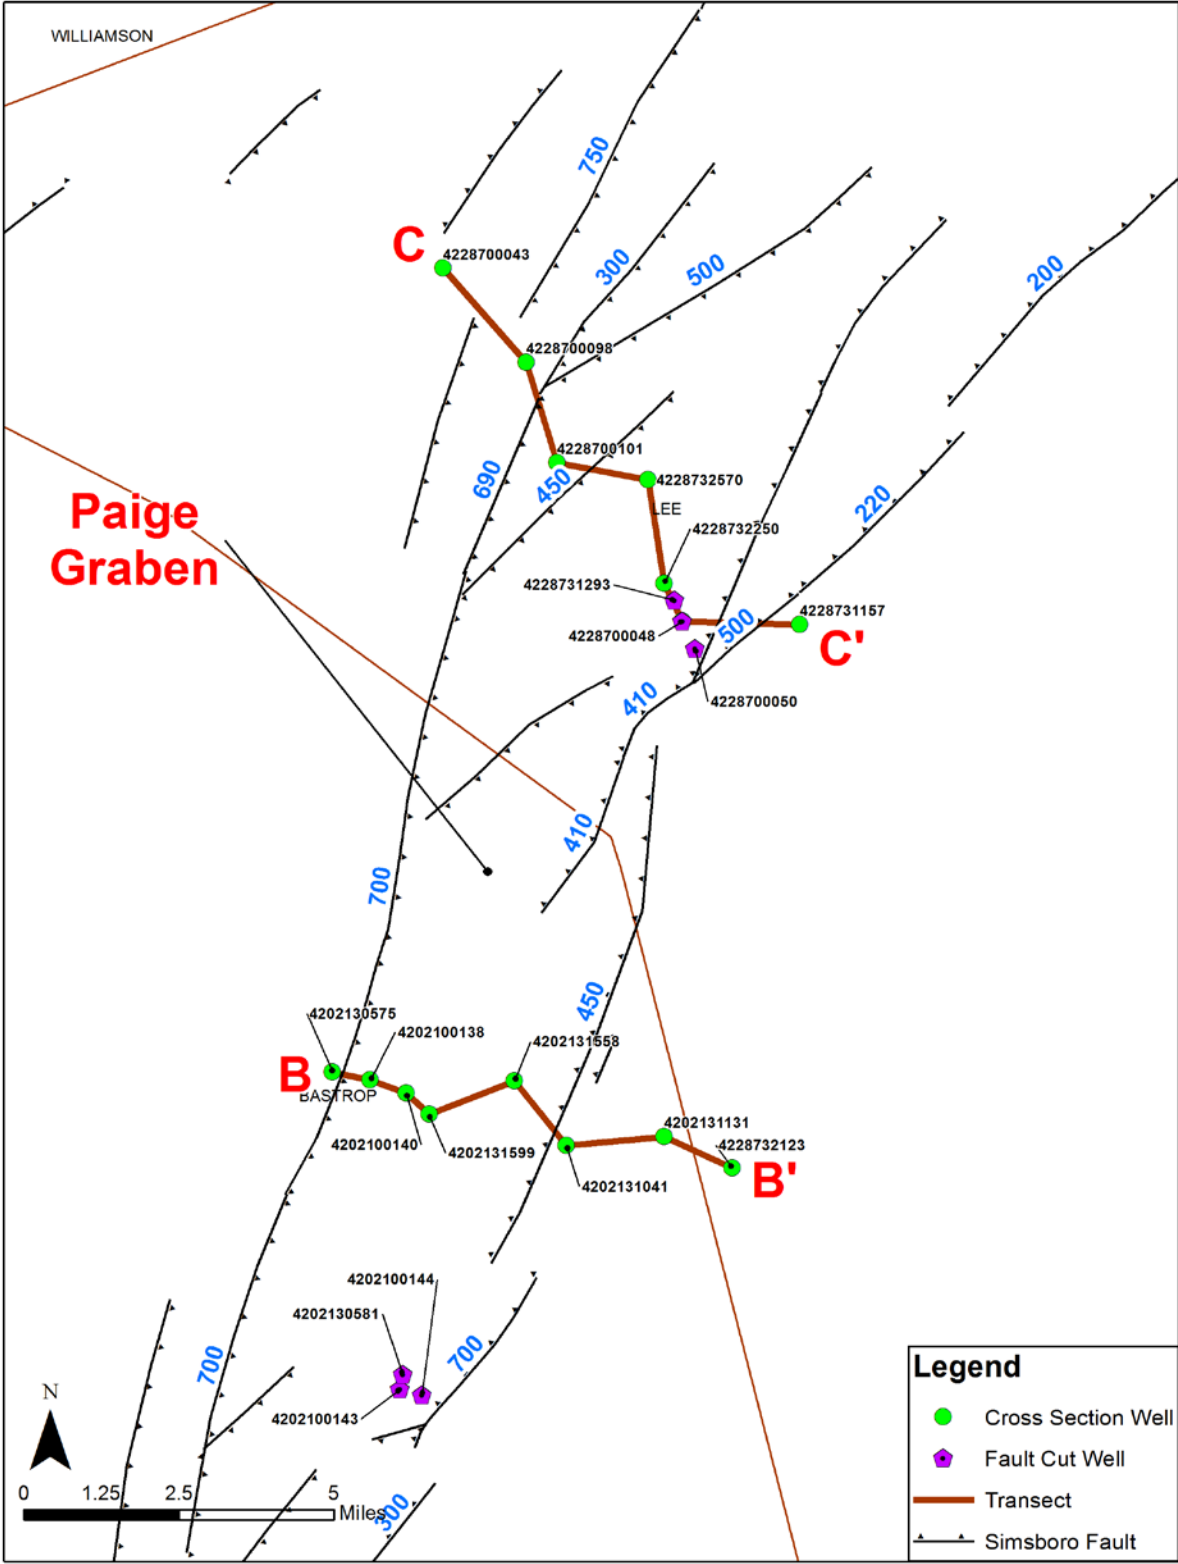 WILLIAMSON
750
C
4228700043
300
500
200
4228700098
4228700101
690
450
4228732570
LEE
220
Paige
Graben
4228732250
4228731293
4228731157
4228700048
500
C'
410
4228700050
410
700
450
4202130575
4202100138
4202131558
B
BASTROP
4202131131
4202100140
4202131599
4228732123
4202131041
B'
4202100144
4202130581
700
700
4202100143
N
0 1.25 2.5 5
Miles
300
Legend
Cross Section Well
Fault Cut Well
Transect
Simsboro Fault